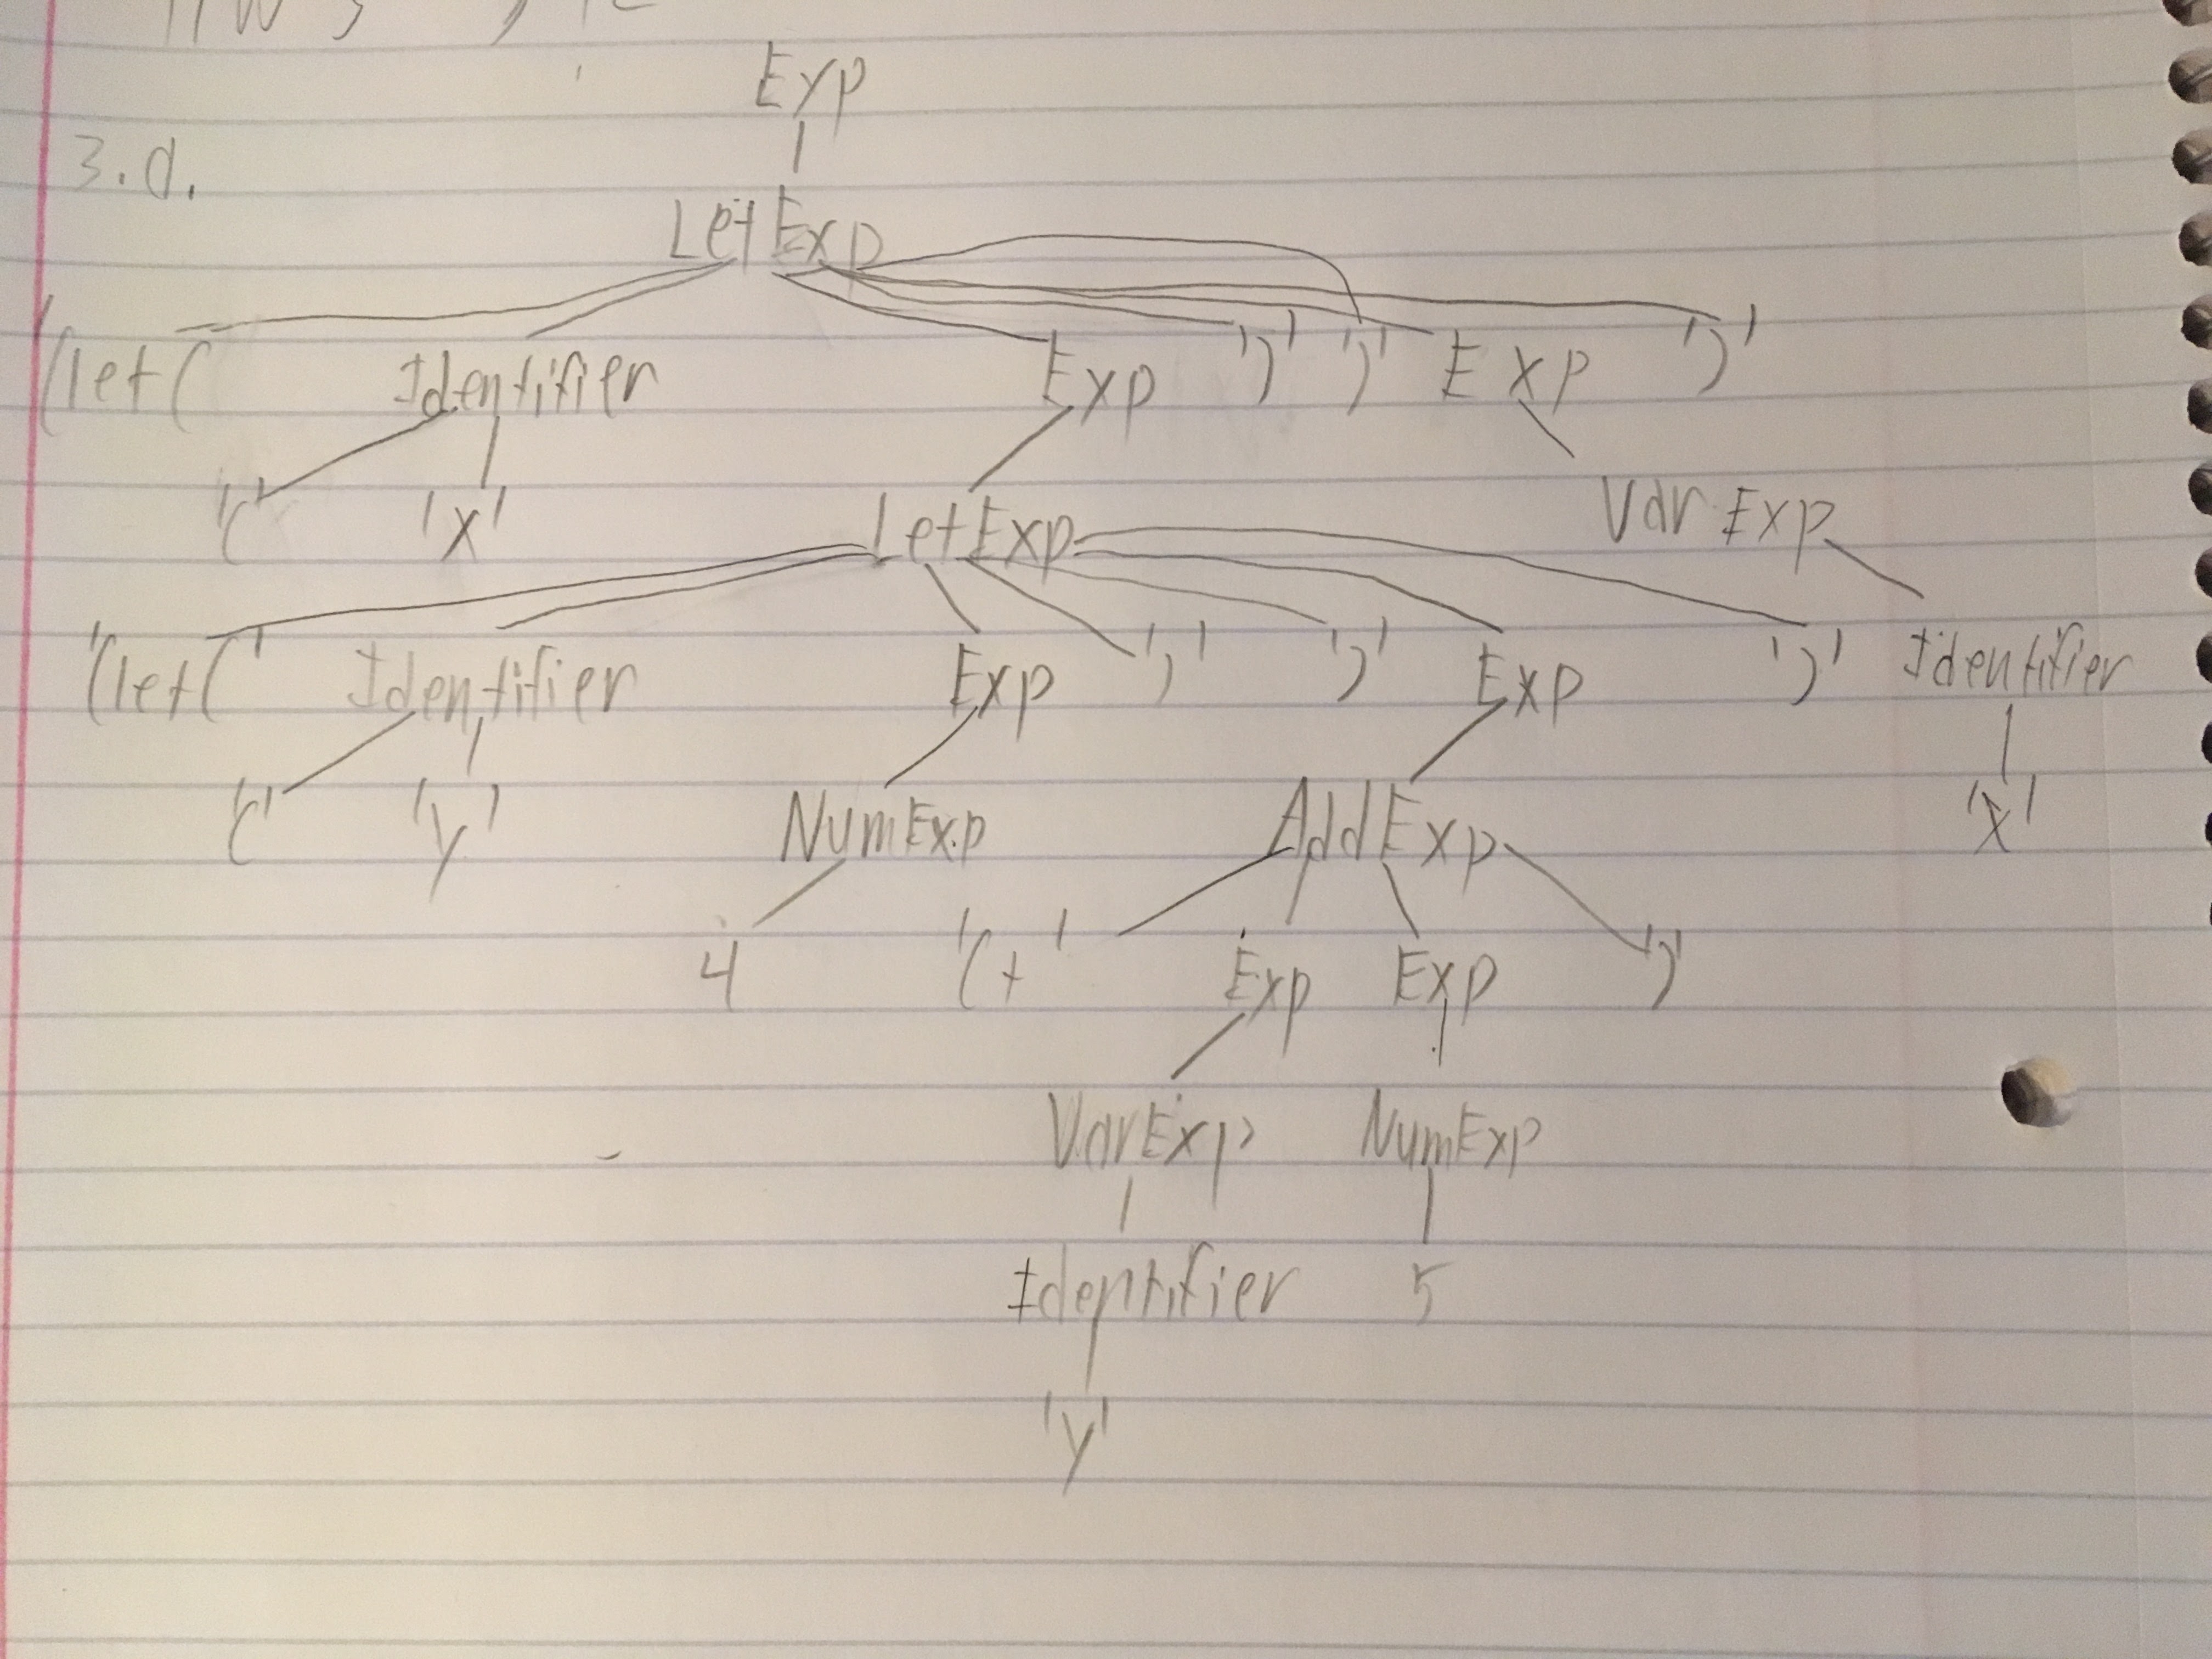 Exp
3.d.
LetExp
(let( Identifier Exp ')' ')' Exp ')'
'(' 'x' LetExp VarExp
'(let(' Identifier Exp ')' ')' Exp ')' Identifier
'(' 'y' NumExp AddExp 'x'
4 '(+' Exp Exp ')'
VarExp NumExp
Identifier 5
'y'